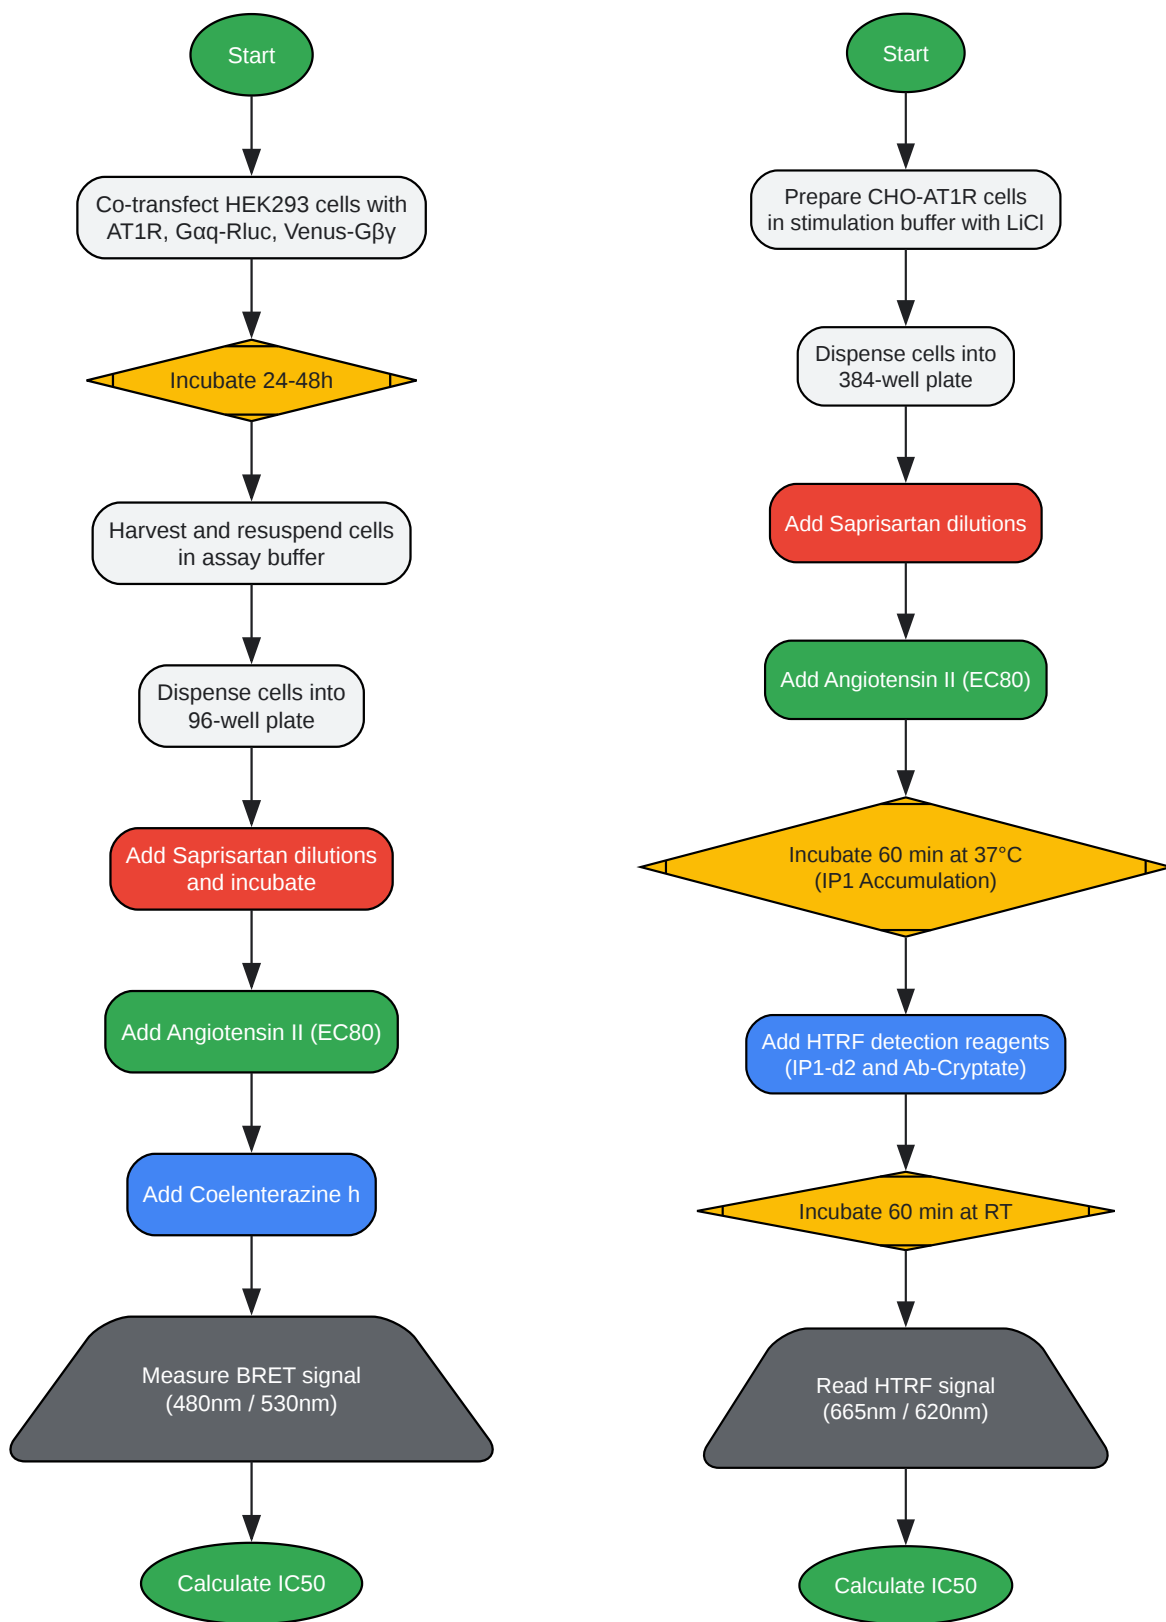 Start
Co-transfect HEK293 cells with
AT1R, Gαq-Rluc, Venus-Gβγ
Incubate 24-48h
Harvest and resuspend cells
in assay buffer
Dispense cells into
96-well plate
Add Saprisartan dilutions
and incubate
Add Angiotensin II (EC80)
Add Coelenterazine h
Measure BRET signal
(480nm / 530nm)
Calculate IC50
Start
Prepare CHO-AT1R cells
in stimulation buffer with LiCl
Dispense cells into
384-well plate
Add Saprisartan dilutions
Add Angiotensin II (EC80)
Incubate 60 min at 37°C
(IP1 Accumulation)
Add HTRF detection reagents
(IP1-d2 and Ab-Cryptate)
Incubate 60 min at RT
Read HTRF signal
(665nm / 620nm)
Calculate IC50